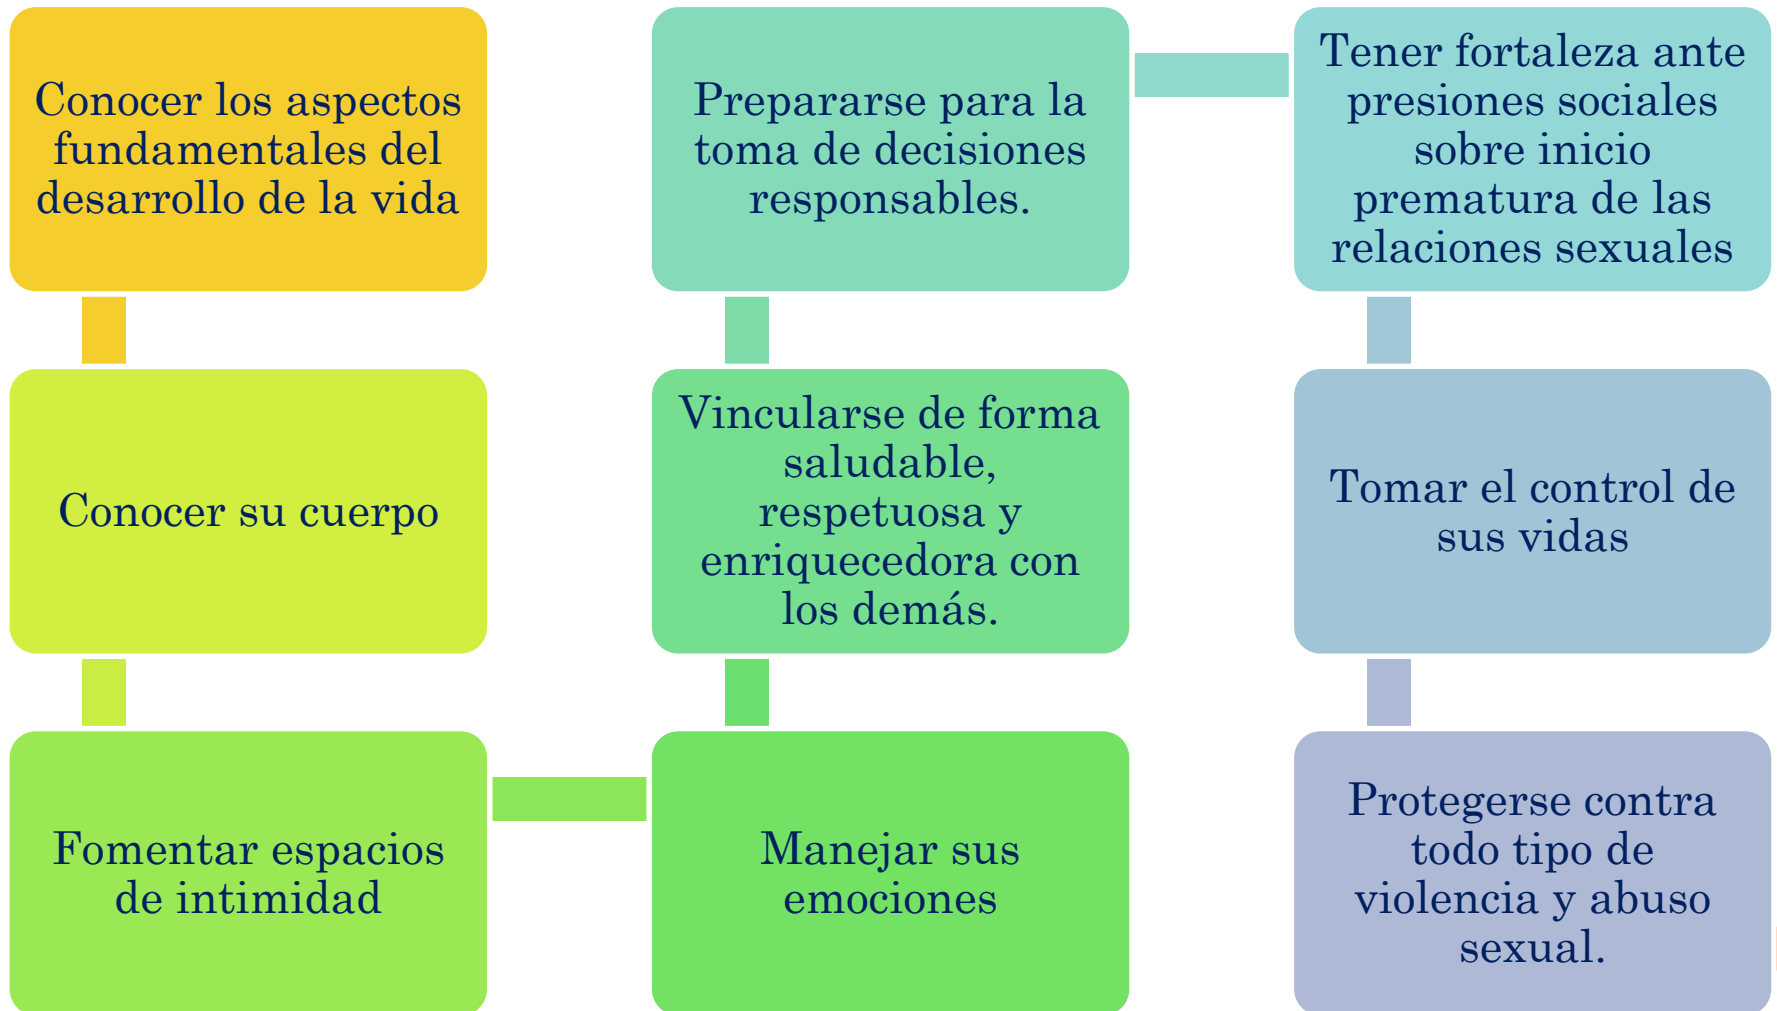 Conocer los aspectos
fundamentales del
desarrollo de la vida
Conocer su cuerpo
Fomentar espacios
de intimidad
Manejar sus
emociones
Vincularse de forma
saludable,
respetuosa y
enriquecedora con
los demás.
Prepararse para la
toma de decisiones
responsables.
Tener fortaleza ante
presiones sociales
sobre inicio
prematura de las
relaciones sexuales
Tomar el control de
sus vidas
Protegerse contra
todo tipo de
violencia y abuso
sexual.